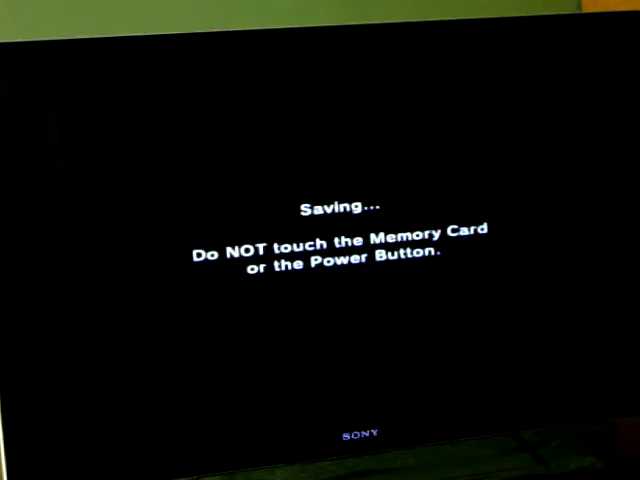 Saving...
Do NOT touch the Memory Card
or the Power Button.
SONY